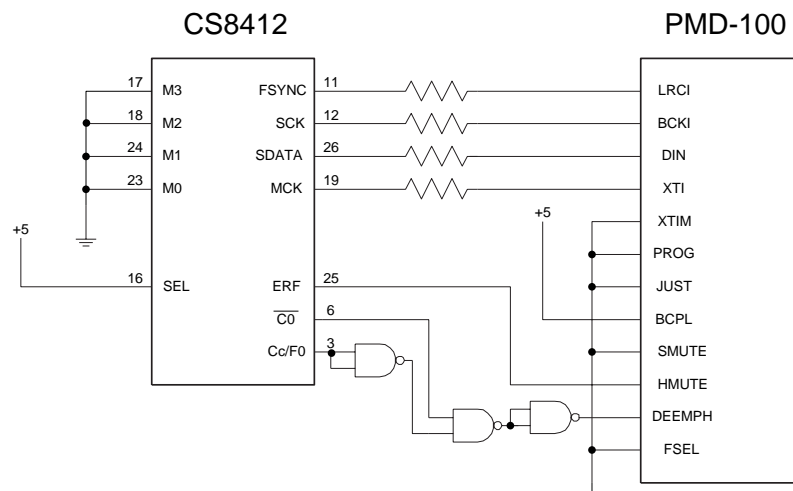 CS8412
PMD-100
17 M3 FSYNC 11 LRCI
18 M2 SCK 12 BCKI
24 M1 SDATA 26 DIN
23 M0 MCK 19 XTI
+5
XTIM
+5
PROG
16 SEL ERF 25 JUST
C0 6 BCPL
Cc/F0 3 SMUTE
HMUTE
DEEMPH
FSEL